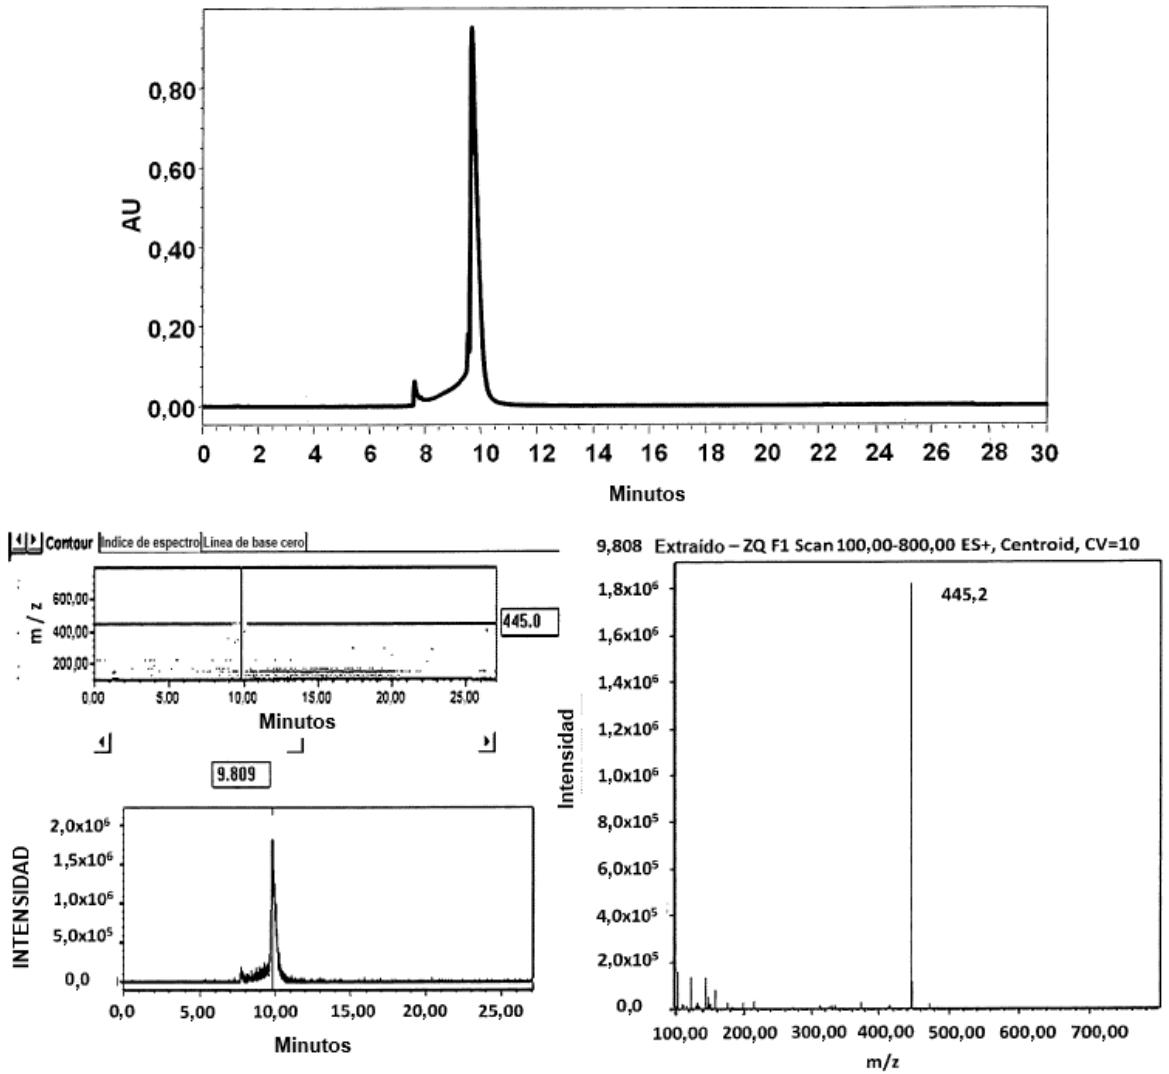 0,80
0,60
AU
0,40
0,20
0,00
0 2 4 6 8 10 12 14 16 18 20 22 24 26 28 30
Minutos
Contour Indice de espectro Linea de base cero
600,00
m / z
400,00
200,00
445.0
0.00 5,00 10,00 15,00 20,00 25,00
Minutos
9.809
2,0x10⁶
1,5x10⁶
INTENSIDAD
1,0x10⁶
5,0x10⁵
0,0
0,0 5,00 10,00 15,00 20,00 25,00
Minutos
9,808 Extraído – ZQ F1 Scan 100,00-800,00 ES+, Centroid, CV=10
1,8x10⁶
445,2
1,6x10⁶
1,4x10⁶
1,2x10⁶
Intensidad
1,0x10⁶
8,0x10⁵
6,0x10⁵
4,0x10⁵
2,0x10⁵
0,0
100,00 200,00 300,00 400,00 500,00 600,00 700,00
m/z